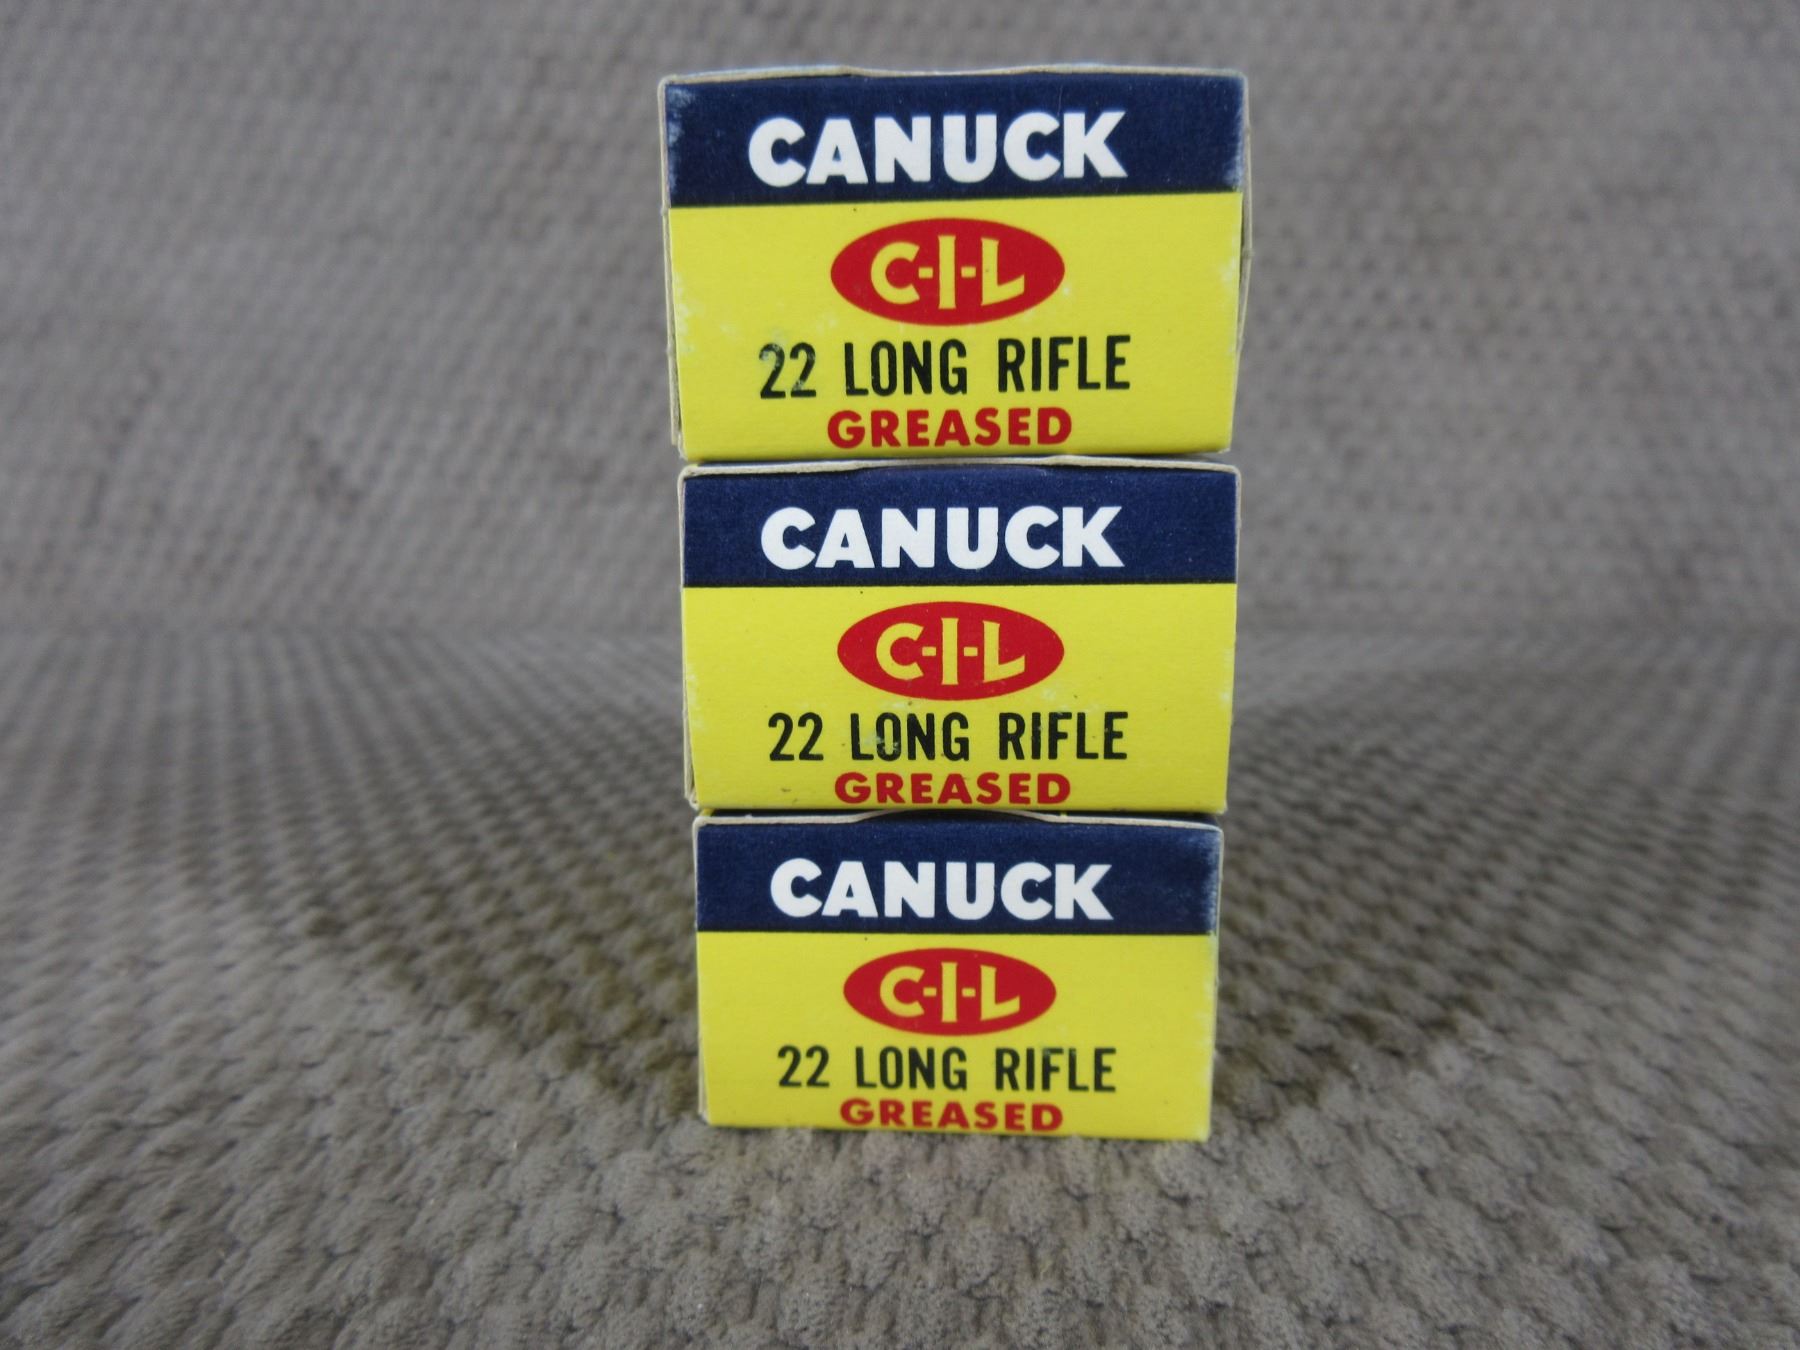 CANUCK
C-I-L
22 LONG RIFLE
GREASED
CANUCK
C-I-L
22 LONG RIFLE
GREASED
CANUCK
C-I-L
22 LONG RIFLE
GREASED